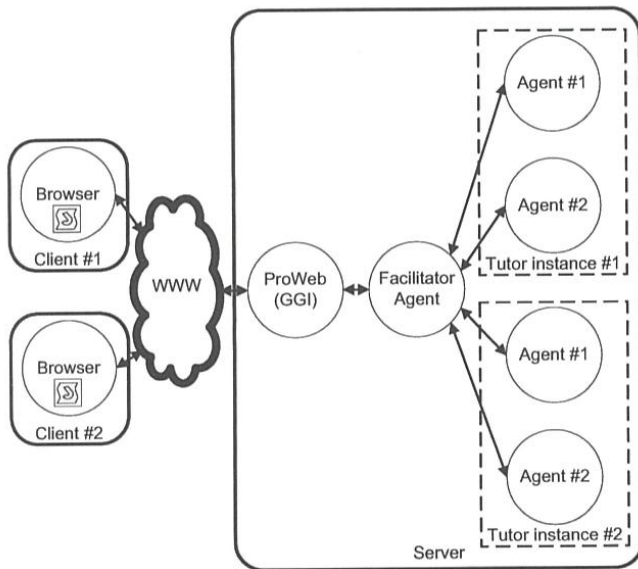 Browser
Client #1
Browser
Client #2
WWW
ProWeb
(GGI)
Facilitator
Agent
Agent #1
Agent #2
Tutor instance #1
Agent #1
Agent #2
Tutor instance #2
Server